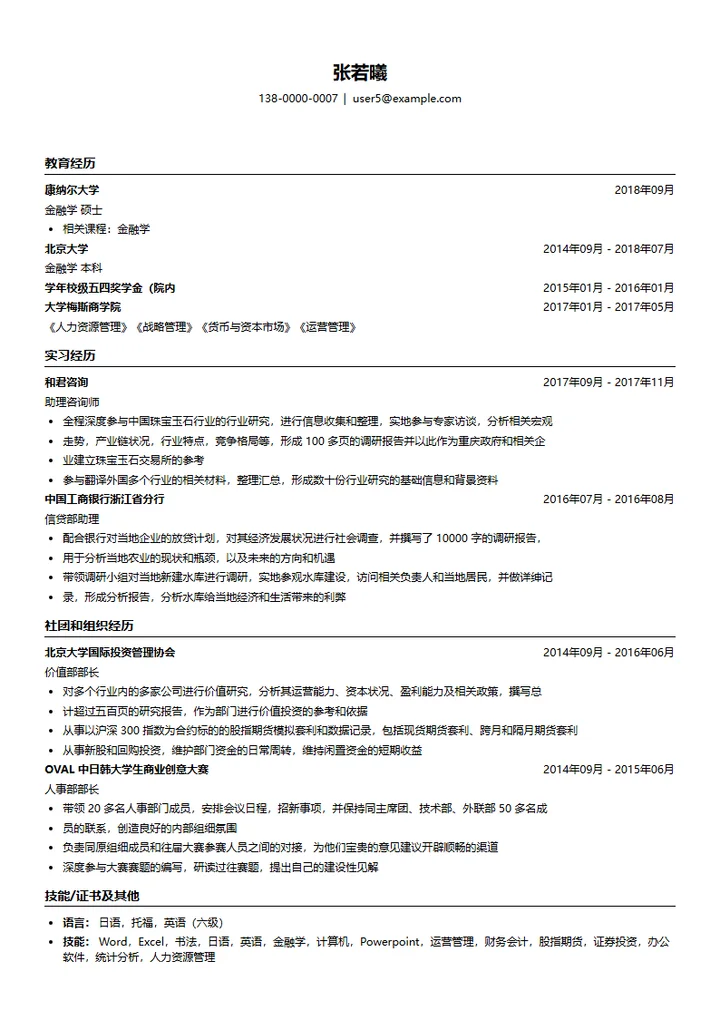 张若曦
138-0000-0007 | user5@example.com
教育经历
康纳尔大学 2018年09月
金融学 硕士
• 相关课程：金融学
北京大学 2014年09月 - 2018年07月
金融学 本科
学年校级五四奖学金（院内 2015年01月 - 2016年01月
大学梅斯商学院 2017年01月 - 2017年05月
《人力资源管理》《战略管理》《货币与资本市场》《运营管理》
实习经历
和君咨询 2017年09月 - 2017年11月
助理咨询师
• 全程深度参与中国珠宝玉石行业的行业研究，进行信息收集和整理，实地参与专家访谈，分析相关宏观
• 走势，产业链状况，行业特点，竞争格局等，形成 100 多页的调研报告并以此作为重庆政府和相关企
• 业建立珠宝玉石交易所的参考
• 参与翻译外国多个行业的相关材料，整理汇总，形成数十份行业研究的基础信息和背景资料
中国工商银行浙江省分行 2016年07月 - 2016年08月
信贷部助理
• 配合银行对当地企业的放贷计划，对其经济发展状况进行社会调查，并撰写了 10000 字的调研报告，
• 用于分析当地农业的现状和瓶颈，以及未来的方向和机遇
• 带领调研小组对当地新建水库进行调研，实地参观水库建设，访问相关负责人和当地居民，并做详绅记
• 录，形成分析报告，分析水库给当地经济和生活带来的利弊
社团和组织经历
北京大学国际投资管理协会 2014年09月 - 2016年06月
价值部部长
• 对多个行业内的多家公司进行价值研究，分析其运营能力、资本状况、盈利能力及相关政策，撰写总
• 计超过五百页的研究报告，作为部门进行价值投资的参考和依据
• 从事以沪深 300 指数为合约标的的股指期货模拟套利和数据记录，包括现货期货套利、跨月和隔月期货套利
• 从事新股和回购投资，维护部门资金的日常周转，维持闲置资金的短期收益
OVAL 中日韩大学生商业创意大赛 2014年09月 - 2015年06月
人事部部长
• 带领 20 多名人事部门成员，安排会议日程，招新事项，并保持同主席团、技术部、外联部 50 多名成
• 员的联系，创造良好的内部组细氛围
• 负责同原组细成员和往届大赛参赛人员之间的对接，为他们宝贵的意见建议开辟顺畅的渠道
• 深度参与大赛赛题的编写，研读过往赛题，提出自己的建设性见解
技能/证书及其他
• 语言： 日语，托福，英语（六级）
• 技能： Word，Excel，书法，日语，英语，金融学，计算机，Powerpoint，运营管理，财务会计，股指期货，证券投资，办公
软件，统计分析，人力资源管理